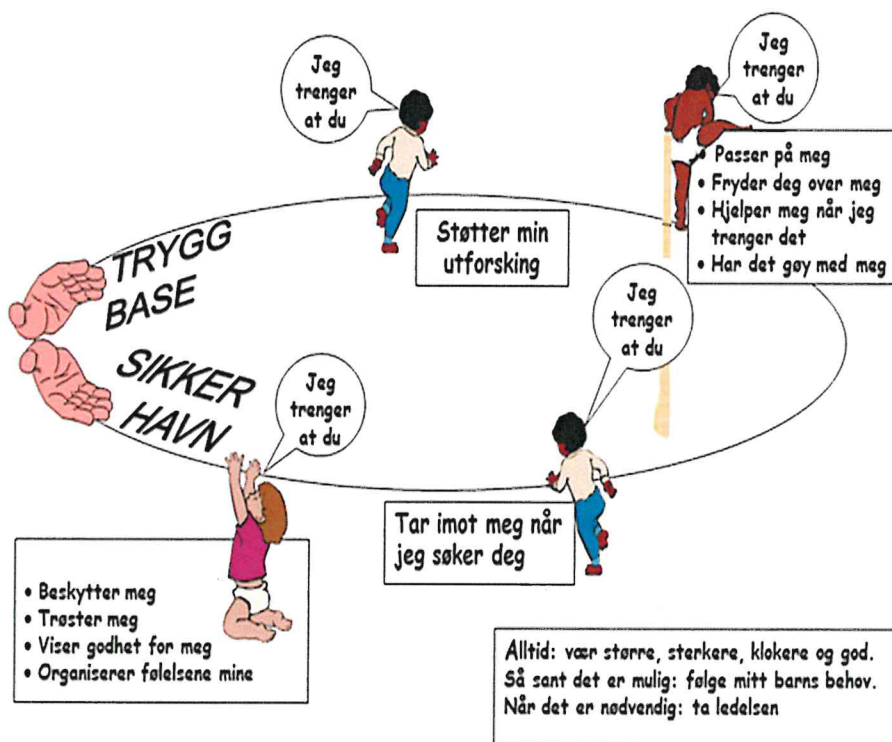 Jeg
trenger
at du
Støtter min
utforsking
Jeg
trenger
at du
• Passer på meg
• Fryder deg over meg
• Hjelper meg når jeg
trenger det
• Har det gøy med meg
TRYGG
BASE
SIKKER
HAVN
Jeg
trenger
at du
Tar imot meg når
jeg søker deg
Jeg
trenger
at du
• Beskytter meg
• Trøster meg
• Viser godhet for meg
• Organiserer følelsene mine
Alltid: vær større, sterkere, klokere og god.
Så sant det er mulig: følge mitt barns behov.
Når det er nødvendig: ta ledelsen